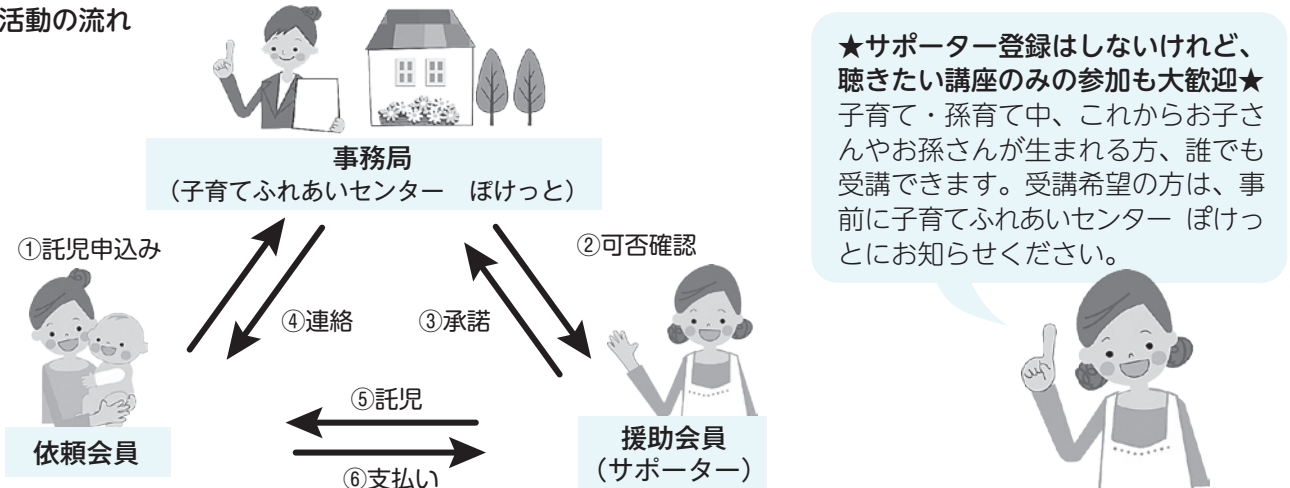 活動の流れ
事務局
（子育てふれあいセンター　ぽけっと）
①託児申込み
②可否確認
④連絡
③承諾
⑤託児
⑥支払い
依頼会員
援助会員
（サポーター）
★サポーター登録はしないけれど、
聴きたい講座のみの参加も大歓迎★
子育て・孫育て中、これからお子さ
んやお孫さんが生まれる方、誰でも
受講できます。受講希望の方は、事
前に子育てふれあいセンター ぽけっ
とにお知らせください。